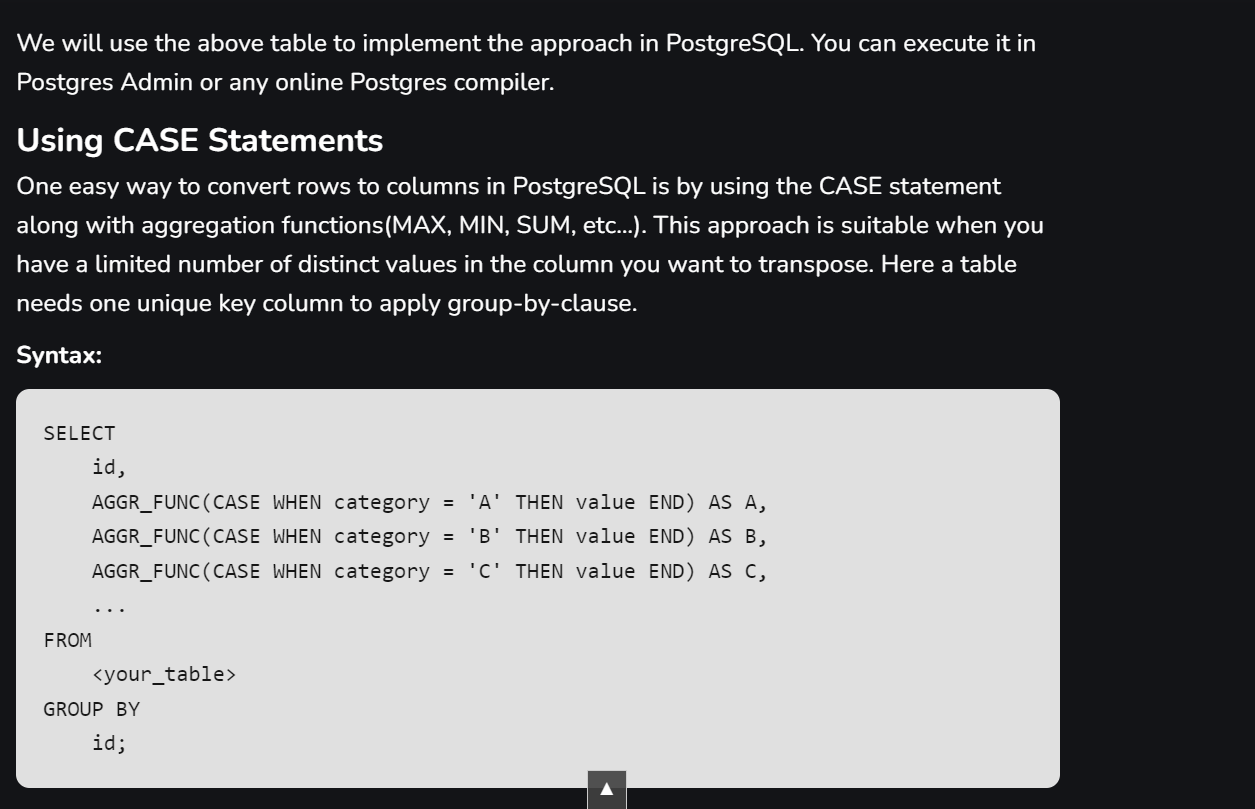 We will use the above table to implement the approach in PostgreSQL. You can execute it in
Postgres Admin or any online Postgres compiler.
Using CASE Statements
One easy way to convert rows to columns in PostgreSQL is by using the CASE statement
along with aggregation functions(MAX, MIN, SUM, etc...). This approach is suitable when you
have a limited number of distinct values in the column you want to transpose. Here a table
needs one unique key column to apply group-by-clause.
Syntax:
SELECT
    id,
    AGGR_FUNC(CASE WHEN category = 'A' THEN value END) AS A,
    AGGR_FUNC(CASE WHEN category = 'B' THEN value END) AS B,
    AGGR_FUNC(CASE WHEN category = 'C' THEN value END) AS C,
    ...
FROM
    <your_table>
GROUP BY
    id;